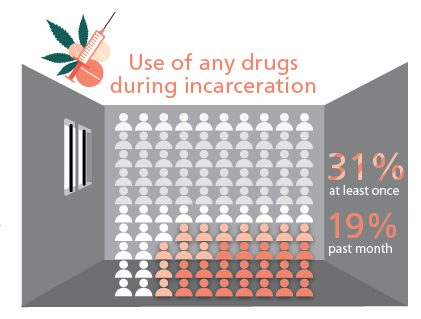 Use of any drugs
during incarceration
31%
at least once
19%
past month